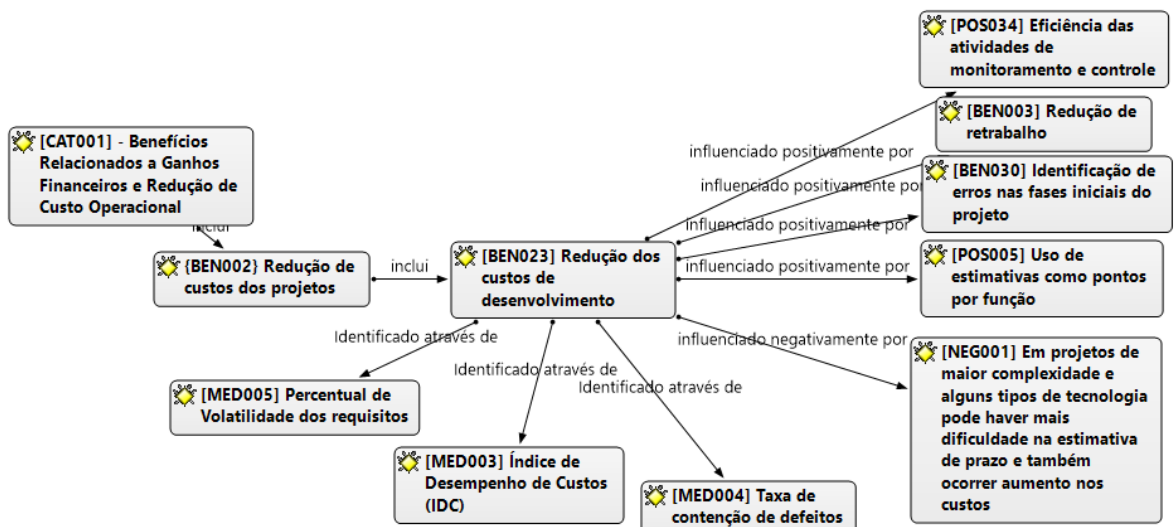 [POS034] Eficiência das
atividades de
monitoramento e controle
[BEN003] Redução de
retrabalho
influenciado positivamente por
[CAT001] - Benefícios
Relacionados a Ganhos
Financeiros e Redução de
Custo Operacional
influenciado positivamente por
[BEN030] Identificação de
erros nas fases iniciais do
projeto
inclui
influenciado positivamente por
{BEN002} Redução de
custos dos projetos
inclui
[BEN023] Redução dos
custos de
desenvolvimento
influenciado positivamente por
[POS005] Uso de
estimativas como pontos
por função
Identificado através de
influenciado negativamente por
[NEG001] Em projetos de
maior complexidade e
alguns tipos de tecnologia
pode haver mais
dificuldade na estimativa
de prazo e também
ocorrer aumento nos
custos
Identificado através de
Identificado através de
[MED005] Percentual de
Volatilidade dos requisitos
[MED003] Índice de
Desempenho de Custos
(IDC)
[MED004] Taxa de
contenção de defeitos